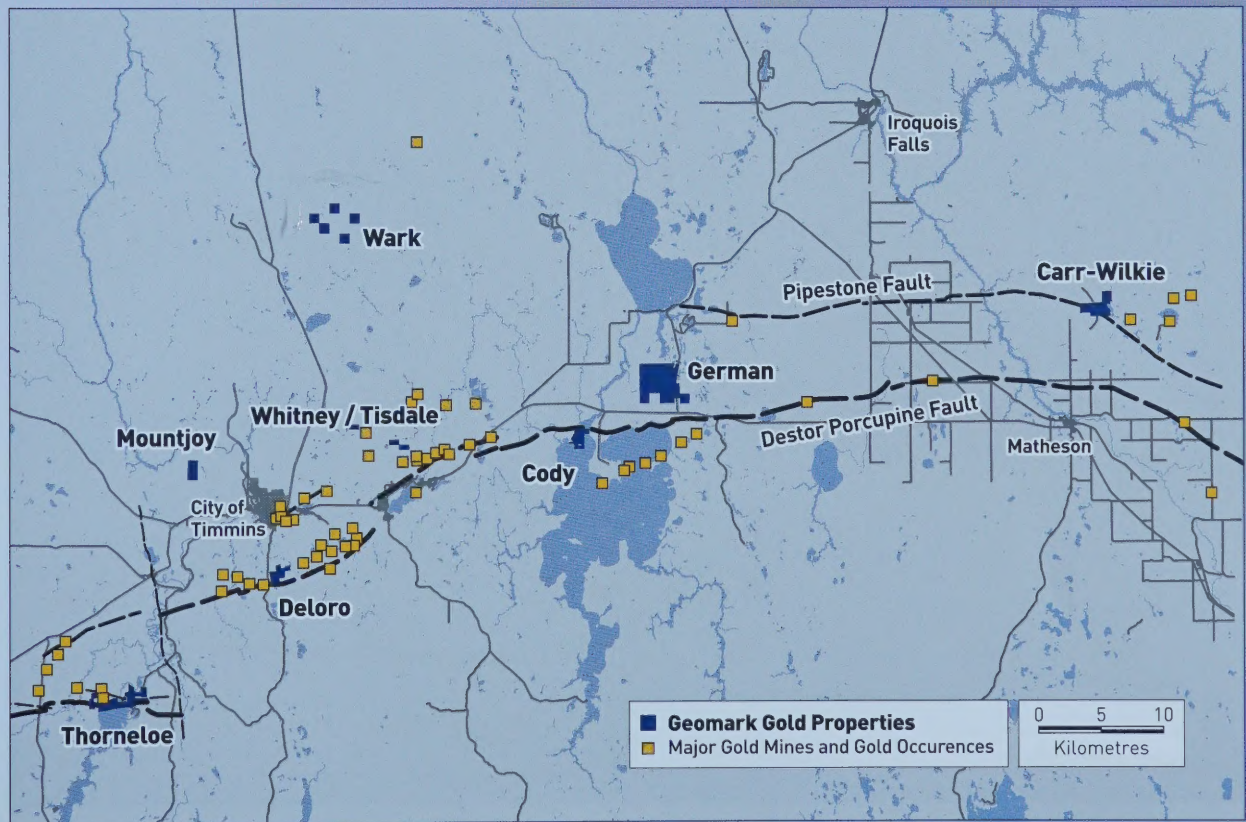 Iroquois
Falls
Wark
Carr-Wilkie
Pipestone Fault
German
Whitney / Tisdale
Destor Porcupine Fault
Mountjoy
Matheson
Cody
City of
Timmins
Deloro
Thorneloe
Geomark Gold Properties
Major Gold Mines and Gold Occurences
0 5 10
Kilometres